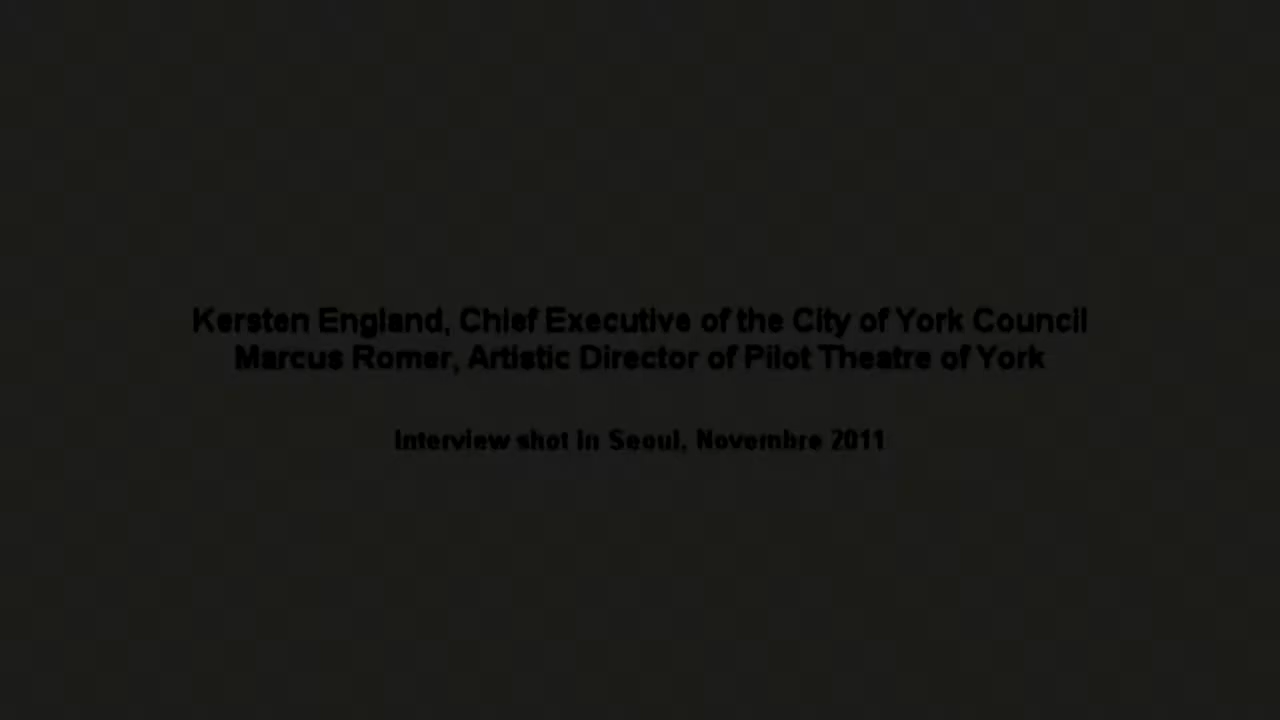 Kersten England, Chief Executive of the City of York Council
Marcus Romer, Artistic Director of Pilot Theatre of York
Interview shot in Seoul, Novembre 2011